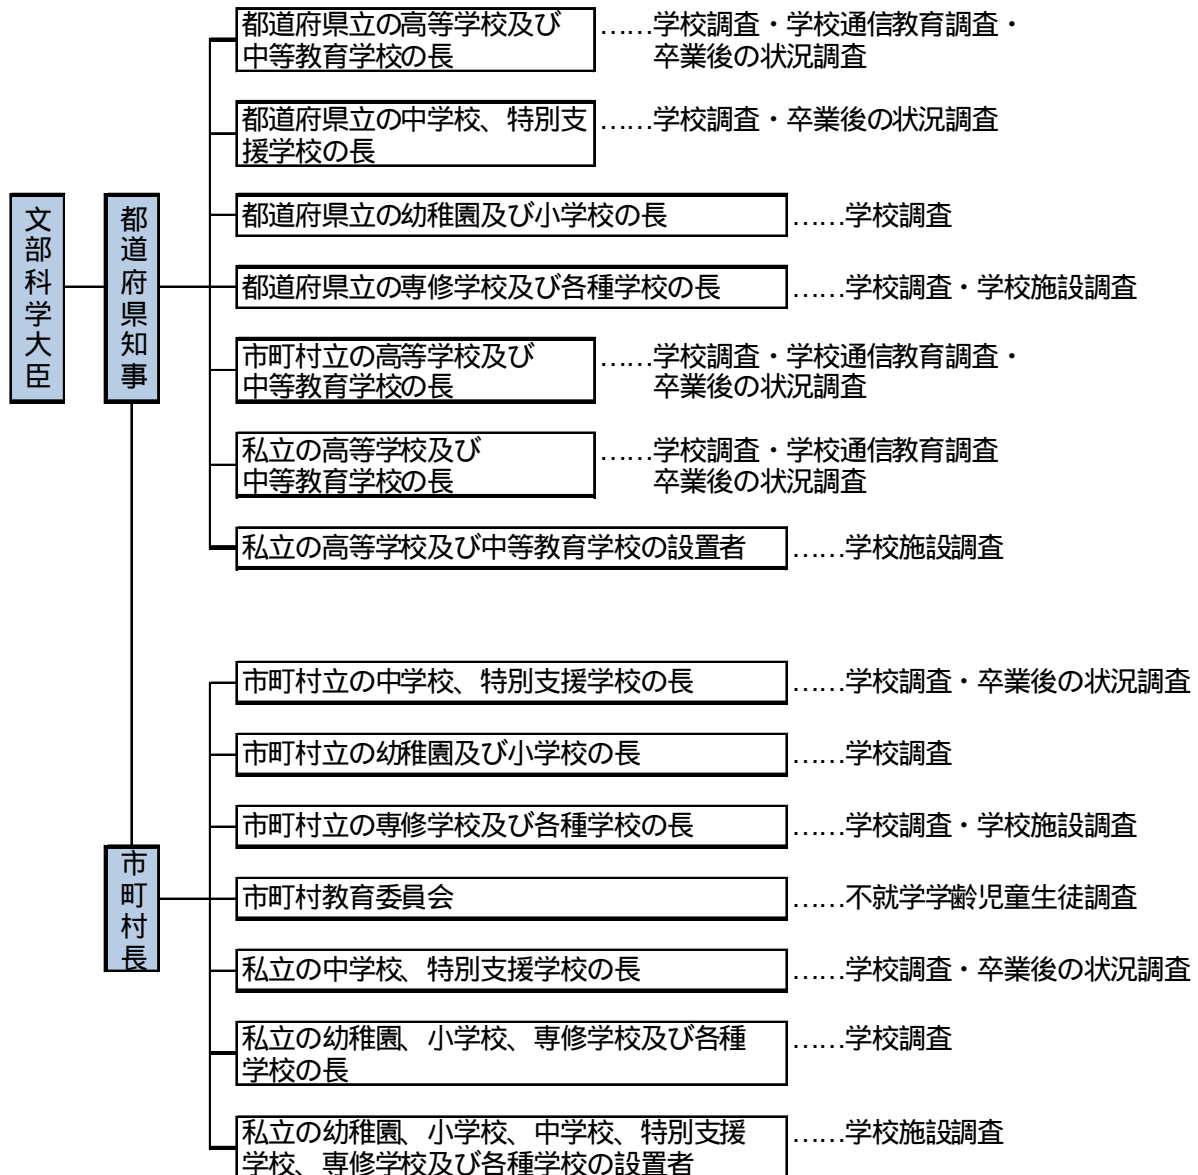 都道府県立の高等学校及び ……学校調査・学校通信教育調査・
中等教育学校の長 卒業後の状況調査
都道府県立の中学校、特別支 ……学校調査・卒業後の状況調査
援学校の長
都道府県立の幼稚園及び小学校の長 ……学校調査
文部科学大臣
都道府県知事
都道府県立の専修学校及び各種学校の長 ……学校調査・学校施設調査
市町村立の高等学校及び ……学校調査・学校通信教育調査・
中等教育学校の長 卒業後の状況調査
私立の高等学校及び ……学校調査・学校通信教育調査
中等教育学校の長 卒業後の状況調査
私立の高等学校及び中等教育学校の設置者 ……学校施設調査
市町村立の中学校、特別支援学校の長 ……学校調査・卒業後の状況調査
市町村立の幼稚園及び小学校の長 ……学校調査
市町村立の専修学校及び各種学校の長 ……学校調査・学校施設調査
市町村長
市町村教育委員会 ……不就学学齢児童生徒調査
私立の中学校、特別支援学校の長 ……学校調査・卒業後の状況調査
私立の幼稚園、小学校、専修学校及び各種 ……学校調査
学校の長
私立の幼稚園、小学校、中学校、特別支援 ……学校施設調査
学校、専修学校及び各種学校の設置者